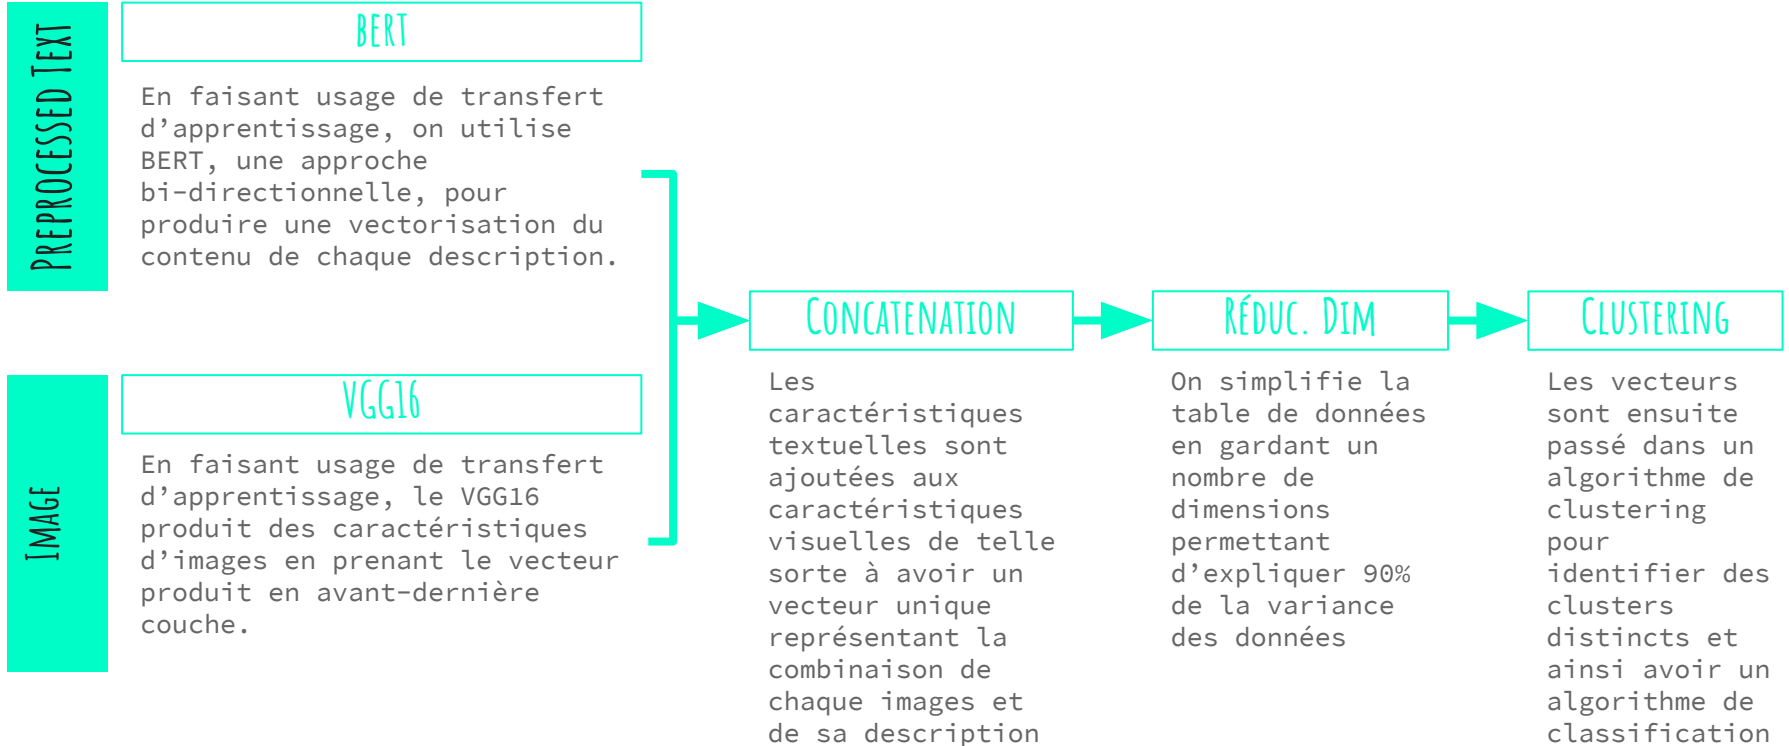 PREPROCESSED TEXT
BERT
En faisant usage de transfert
d’apprentissage, on utilise
BERT, une approche
bi-directionnelle, pour
produire une vectorisation du
contenu de chaque description.
IMAGE
VGG16
En faisant usage de transfert
d’apprentissage, le VGG16
produit des caractéristiques
d’images en prenant le vecteur
produit en avant-dernière
couche.
CONCATENATION
Les
caractéristiques
textuelles sont
ajoutées aux
caractéristiques
visuelles de telle
sorte à avoir un
vecteur unique
représentant la
combinaison de
chaque images et
de sa description
RÉDUC. DIM
On simplifie la
table de données
en gardant un
nombre de
dimensions
permettant
d’expliquer 90%
de la variance
des données
CLUSTERING
Les vecteurs
sont ensuite
passé dans un
algorithme de
clustering
pour
identifier des
clusters
distincts et
ainsi avoir un
algorithme de
classification